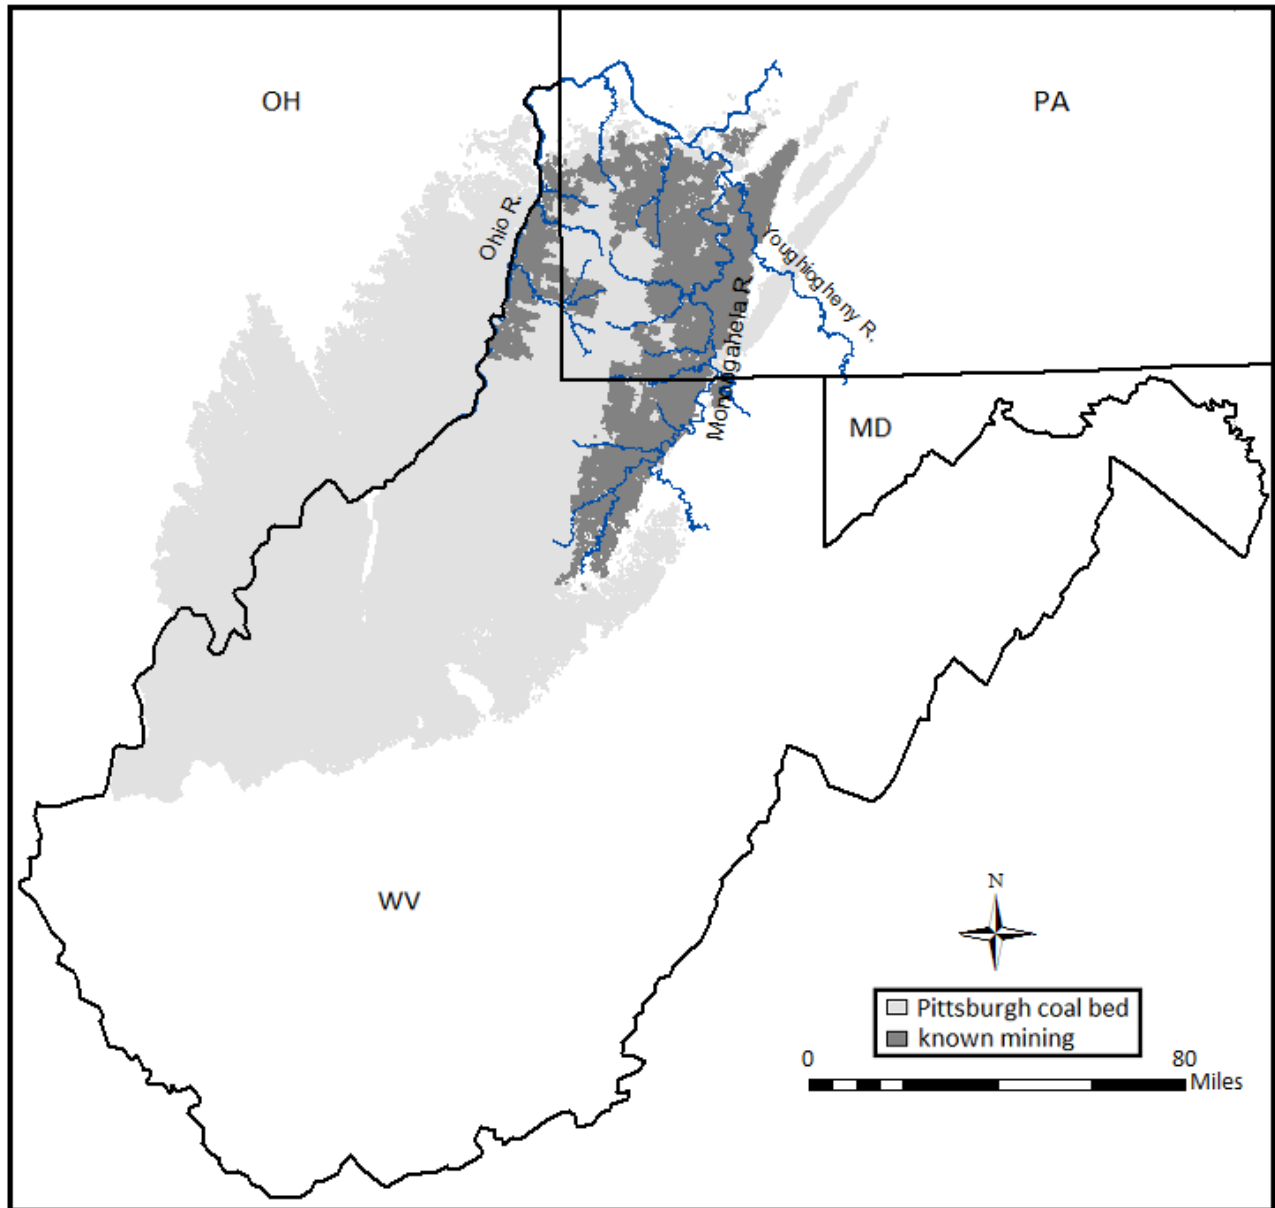 OH
PA
Ohio R.
Youghiogheny R.
Monongahela R.
MD
WV
N
Pittsburgh coal bed
known mining
0 80
Miles